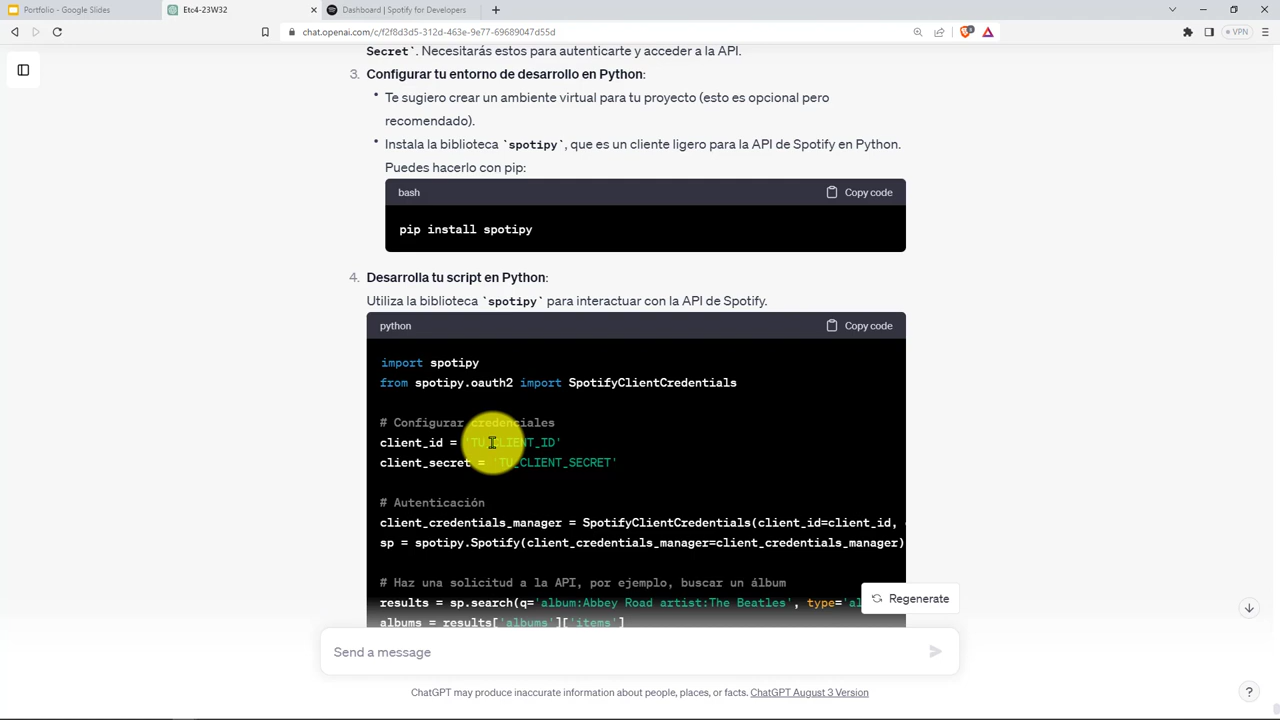 Portfolio - Google Slides
Etc4-23W32
Dashboard | Spotify for Developers
chat.openai.com/c/f2f8d3d5-312d-463e-9e77-69689047d55d
VPN
Secret`. Necesitarás estos para autenticarte y acceder a la API.
3. Configurar tu entorno de desarrollo en Python:
• Te sugiero crear un ambiente virtual para tu proyecto (esto es opcional pero
recomendado).
• Instala la biblioteca `spotipy`, que es un cliente ligero para la API de Spotify en Python.
Puedes hacerlo con pip:
bash
Copy code
pip install spotipy
4. Desarrolla tu script en Python:
Utiliza la biblioteca `spotipy` para interactuar con la API de Spotify.
python
Copy code
import spotipy
from spotipy.oauth2 import SpotifyClientCredentials
# Configurar credenciales
client_id = 'TU_CLIENT_ID'
client_secret = 'TU_CLIENT_SECRET'
# Autenticación
client_credentials_manager = SpotifyClientCredentials(client_id=client_id,
sp = spotipy.Spotify(client_credentials_manager=client_credentials_manager)
# Haz una solicitud a la API, por ejemplo, buscar un álbum
results = sp.search(q='album:Abbey Road artist:The Beatles', type='al
albums = results['albums']['items']
Regenerate
Send a message
ChatGPT may produce inaccurate information about people, places, or facts. ChatGPT August 3 Version
?